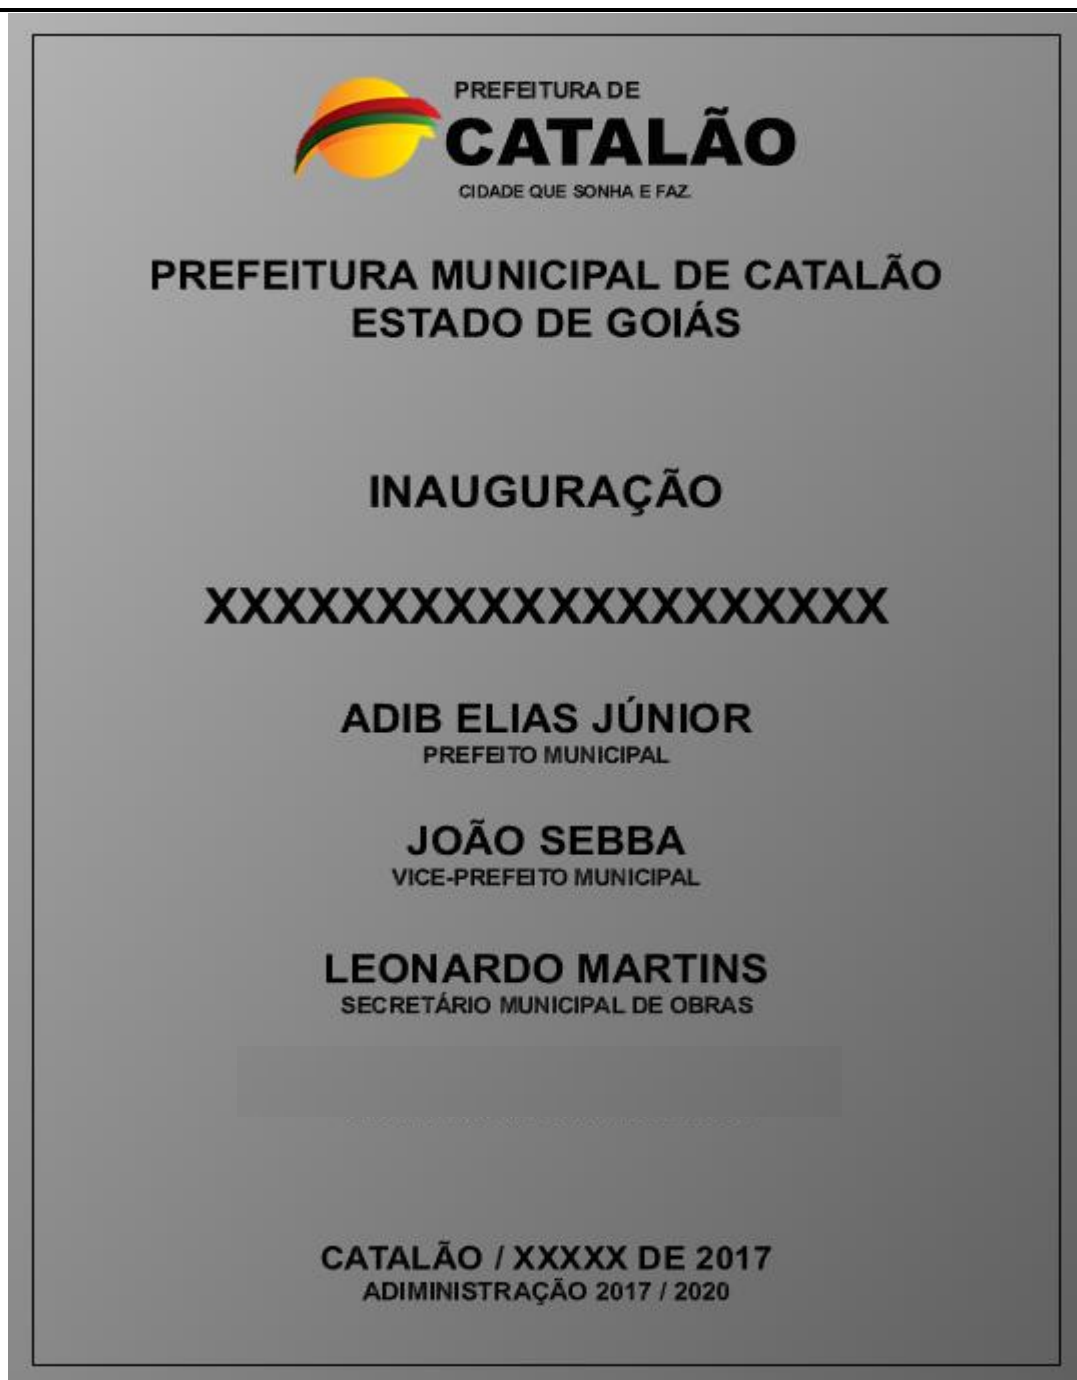 PREFEITURA DE
CATALÃO
CIDADE QUE SONHA E FAZ.
PREFEITURA MUNICIPAL DE CATALÃO
ESTADO DE GOIÁS
INAUGURAÇÃO
XXXXXXXXXXXXXXXXXXXX
ADIB ELIAS JÚNIOR
PREFEITO MUNICIPAL
JOÃO SEBBA
VICE-PREFEITO MUNICIPAL
LEONARDO MARTINS
SECRETÁRIO MUNICIPAL DE OBRAS
CATALÃO / XXXXX DE 2017
ADIMINISTRAÇÃO 2017 / 2020